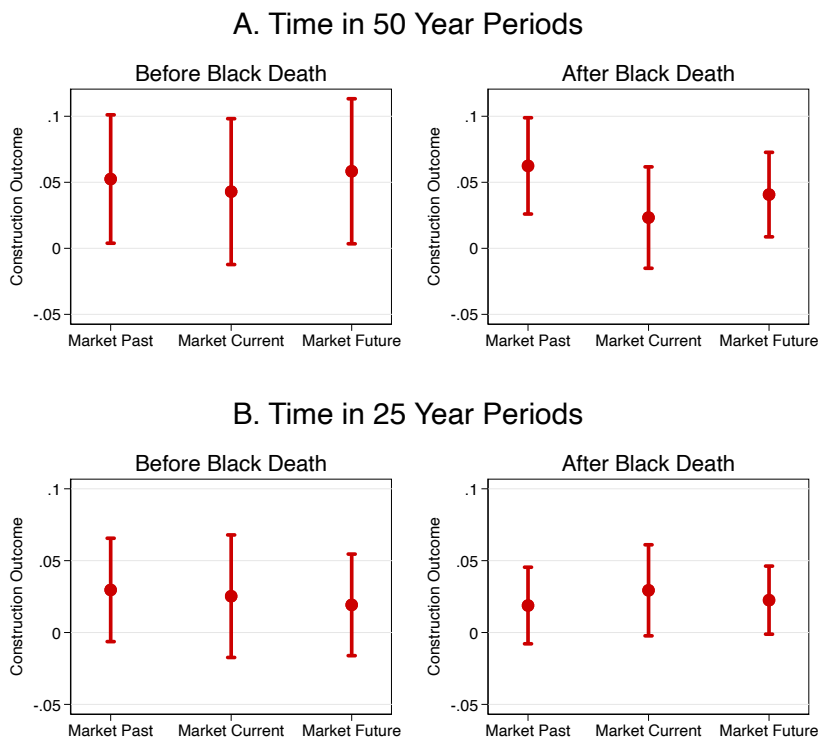 A. Time in 50 Year Periods
Before Black Death
After Black Death
Construction Outcome
.1
.05
0
-.05
Market Past Market Current Market Future
Construction Outcome
.1
.05
0
-.05
Market Past Market Current Market Future
B. Time in 25 Year Periods
Before Black Death
After Black Death
Construction Outcome
.1
.05
0
-.05
Market Past Market Current Market Future
Construction Outcome
.1
.05
0
-.05
Market Past Market Current Market Future